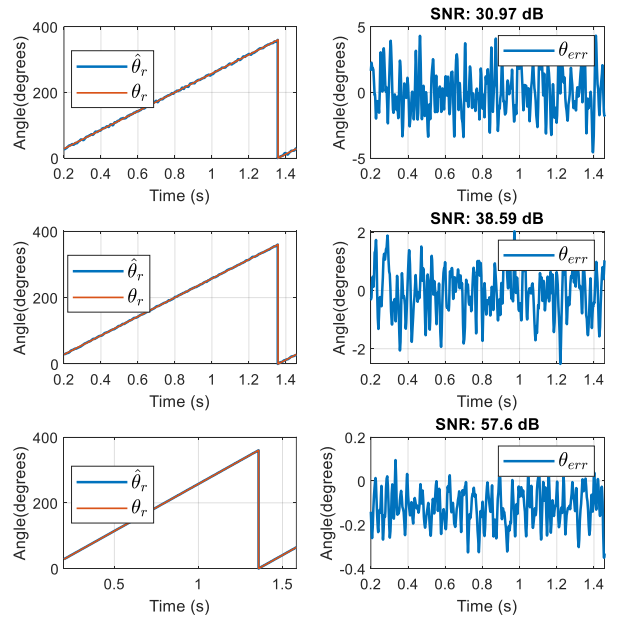 SNR: 30.97 dB
Angle(degrees)
400
200
0
0.2 0.4 0.6 0.8 1 1.2 1.4
Time (s)
θ̂r
θr
Angle(degrees)
5
0
-5
0.2 0.4 0.6 0.8 1 1.2 1.4
Time (s)
θerr
SNR: 38.59 dB
Angle(degrees)
400
200
0
0.2 0.4 0.6 0.8 1 1.2 1.4
Time (s)
θ̂r
θr
Angle(degrees)
2
0
-2
0.2 0.4 0.6 0.8 1 1.2 1.4
Time (s)
θerr
SNR: 57.6 dB
Angle(degrees)
400
200
0
0.5 1 1.5
Time (s)
θ̂r
θr
Angle(degrees)
0.2
0
-0.2
-0.4
0.2 0.4 0.6 0.8 1 1.2 1.4
Time (s)
θerr